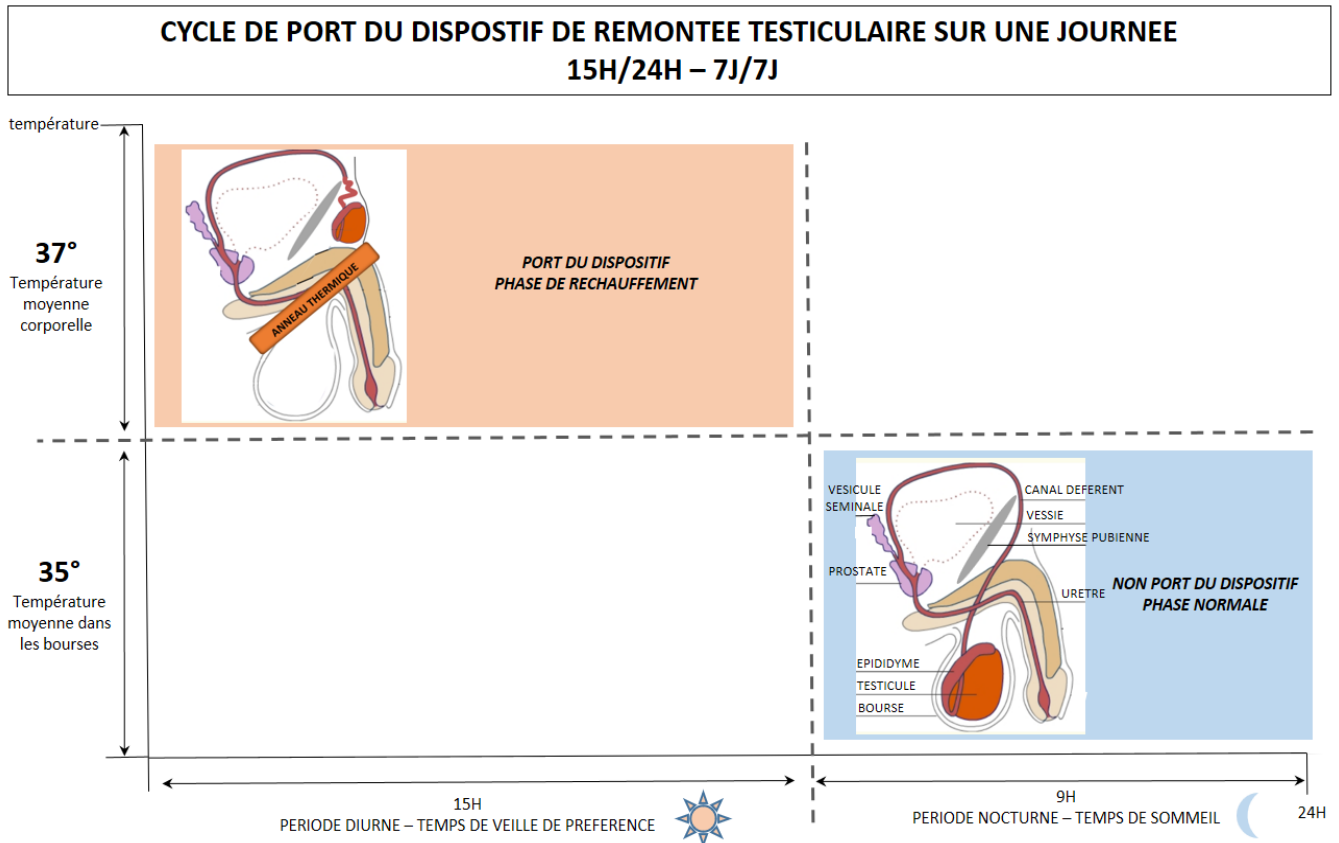 CYCLE DE PORT DU DISPOSTIF DE REMONTEE TESTICULAIRE SUR UNE JOURNEE
15H/24H – 7J/7J
température
37°
Température
moyenne
corporelle
ANNEAU THERMIQUE
PORT DU DISPOSITIF
PHASE DE RECHAUFFEMENT
35°
Température
moyenne dans
les bourses
VESICULE
SEMINALE
PROSTATE
EPIDIDYME
TESTICULE
BOURSE
CANAL DEFERENT
VESSIE
SYMPHYSE PUBIENNE
URETRE
NON PORT DU DISPOSITIF
PHASE NORMALE
15H
PERIODE DIURNE – TEMPS DE VEILLE DE PREFERENCE
9H
PERIODE NOCTURNE – TEMPS DE SOMMEIL
24H